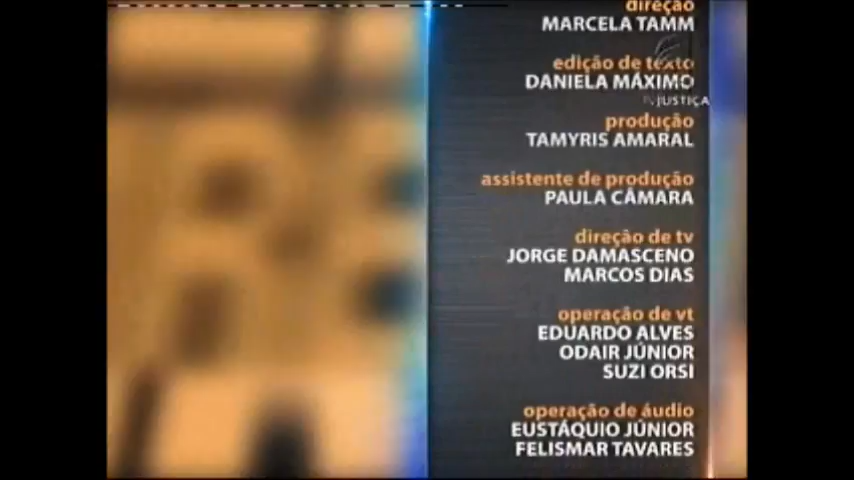 direção
MARCELA TAMM
edição de texto
DANIELA MÁXIMO
TV JUSTIÇA
produção
TAMYRIS AMARAL
assistente de produção
PAULA CÂMARA
direção de tv
JORGE DAMASCENO
MARCOS DIAS
operação de vt
EDUARDO ALVES
ODAIR JÚNIOR
SUZI ORSI
operação de áudio
EUSTÁQUIO JÚNIOR
FELISMAR TAVARES